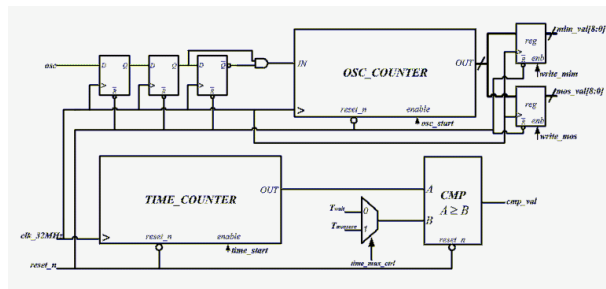 mim_val[8:0]
reg
enb
write_mim
osc
D
Q
D
Q
D
Q
IN
OUT
OSC_COUNTER
reset_n
enable
osc_start
mos_val[8:0]
reg
enb
write_mos
OUT
TIME_COUNTER
A
CMP
A ≥ B
cmp_val
B
0
1
clk_32MHz
reset_n
enable
time_start
reset_n
time_mux_ctrl
reset_n